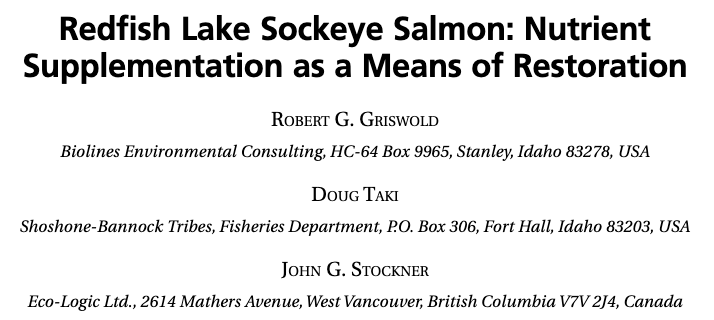 Redfish Lake Sockeye Salmon: Nutrient
Supplementation as a Means of Restoration
Robert G. Griswold
Biolines Environmental Consulting, HC-64 Box 9965, Stanley, Idaho 83278, USA
Doug Taki
Shoshone-Bannock Tribes, Fisheries Department, P.O. Box 306, Fort Hall, Idaho 83203, USA
John G. Stockner
Eco-Logic Ltd., 2614 Mathers Avenue, West Vancouver, British Columbia V7V 2J4, Canada